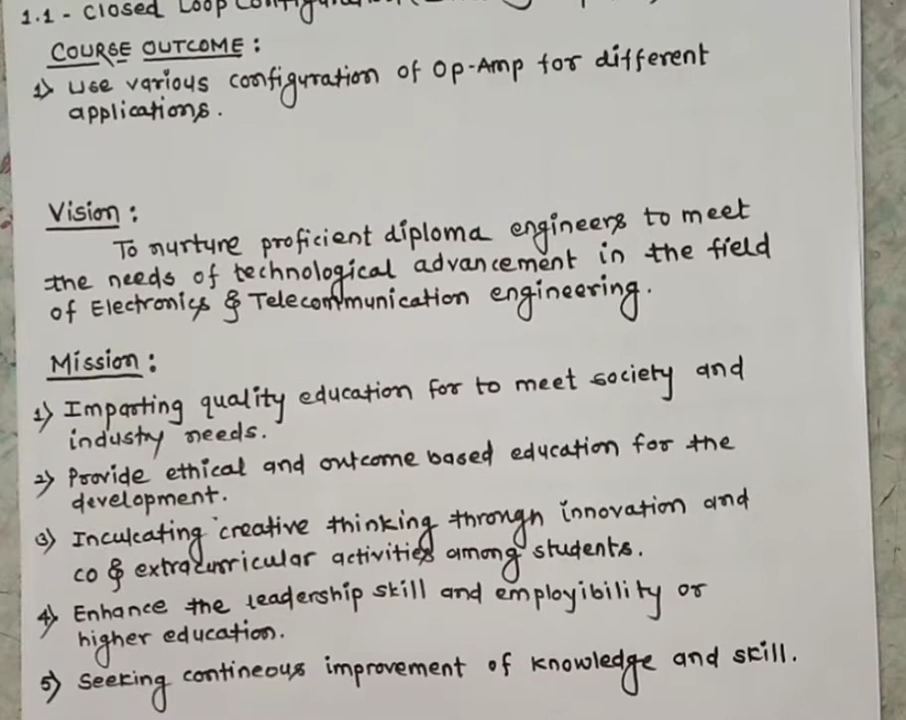 1.1 - Closed Loop
COURSE OUTCOME :
1) Use various configuration of Op-Amp for different
applications.
Vision :
To nurture proficient diploma engineers to meet
the needs of technological advancement in the field
of Electronics & Telecommunication engineering.
Mission :
1) Imparting quality education for to meet society and
industy needs.
2) Provide ethical and outcome based education for the
development.
3) Inculcating creative thinking through innovation and
co & extracurricular activities among students.
4) Enhance the leadership skill and employibility or
higher education.
5) Seeking contineous improvement of knowledge and skill.